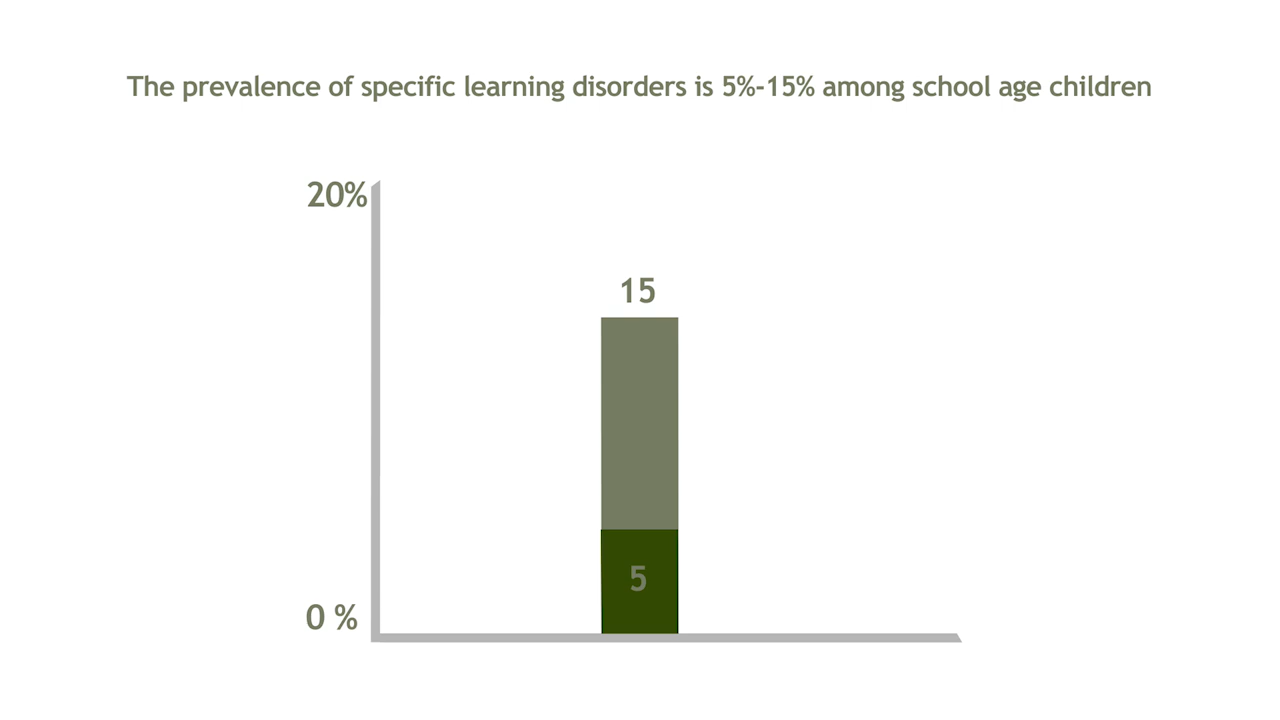 The prevalence of specific learning disorders is 5%-15% among school age children
20%
15
5
0 %